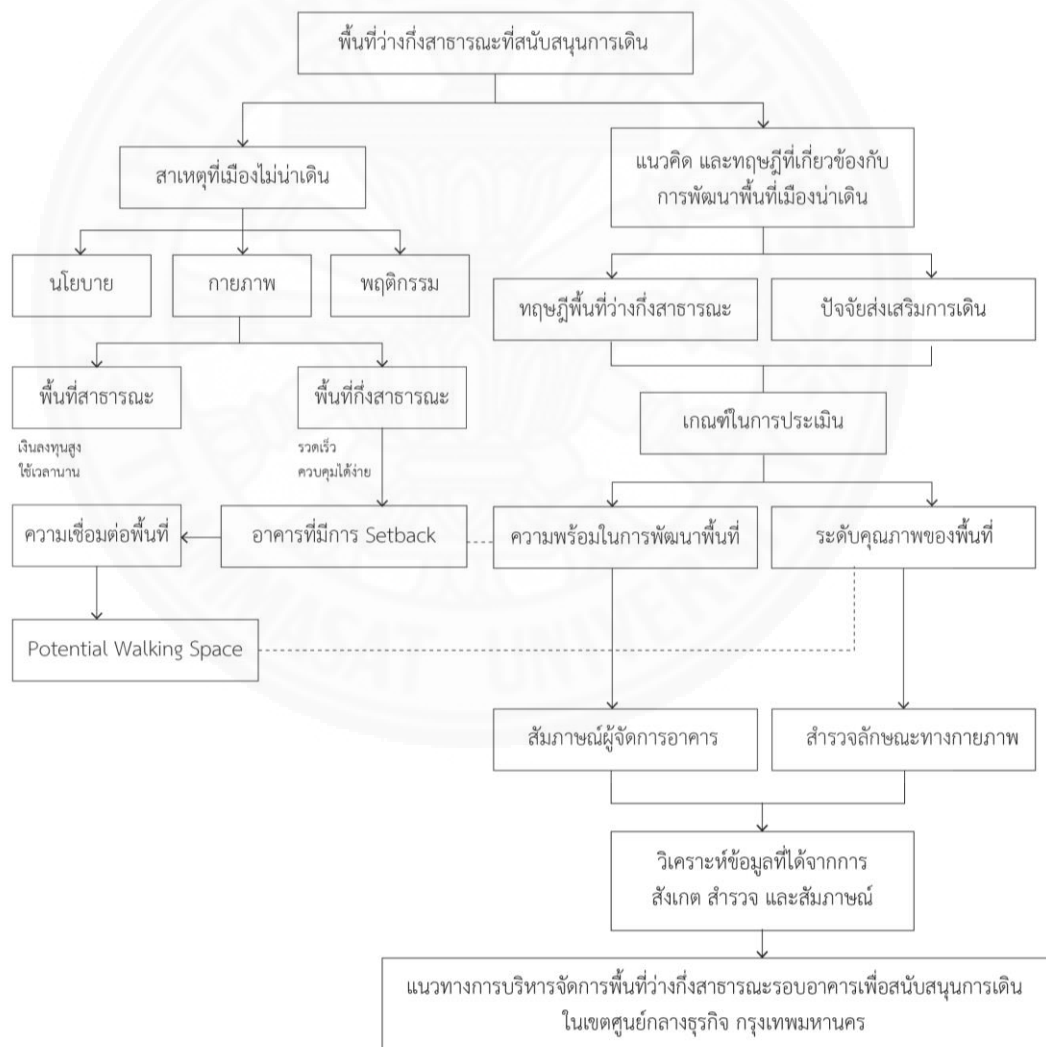 พื้นที่ว่างกึ่งสาธารณะที่สนับสนุนการเดิน
สาเหตุที่เมืองไม่น่าเดิน
แนวคิด และทฤษฎีที่เกี่ยวข้องกับ
การพัฒนาพื้นที่เมืองน่าเดิน
นโยบาย
กายภาพ
พฤติกรรม
ทฤษฎีพื้นที่ว่างกึ่งสาธารณะ
ปัจจัยส่งเสริมการเดิน
พื้นที่สาธารณะ
พื้นที่กึ่งสาธารณะ
เงินลงทุนสูง
ใช้เวลานาน
รวดเร็ว
ควบคุมได้ง่าย
เกณฑ์ในการประเมิน
ความเชื่อมต่อพื้นที่
อาคารที่มีการ Setback
ความพร้อมในการพัฒนาพื้นที่
ระดับคุณภาพของพื้นที่
Potential Walking Space
สัมภาษณ์ผู้จัดการอาคาร
สำรวจลักษณะทางกายภาพ
วิเคราะห์ข้อมูลที่ได้จากการ
สังเกต สำรวจ และสัมภาษณ์
แนวทางการบริหารจัดการพื้นที่ว่างกึ่งสาธารณะรอบอาคารเพื่อสนับสนุนการเดิน
ในเขตศูนย์กลางธุรกิจ กรุงเทพมหานคร